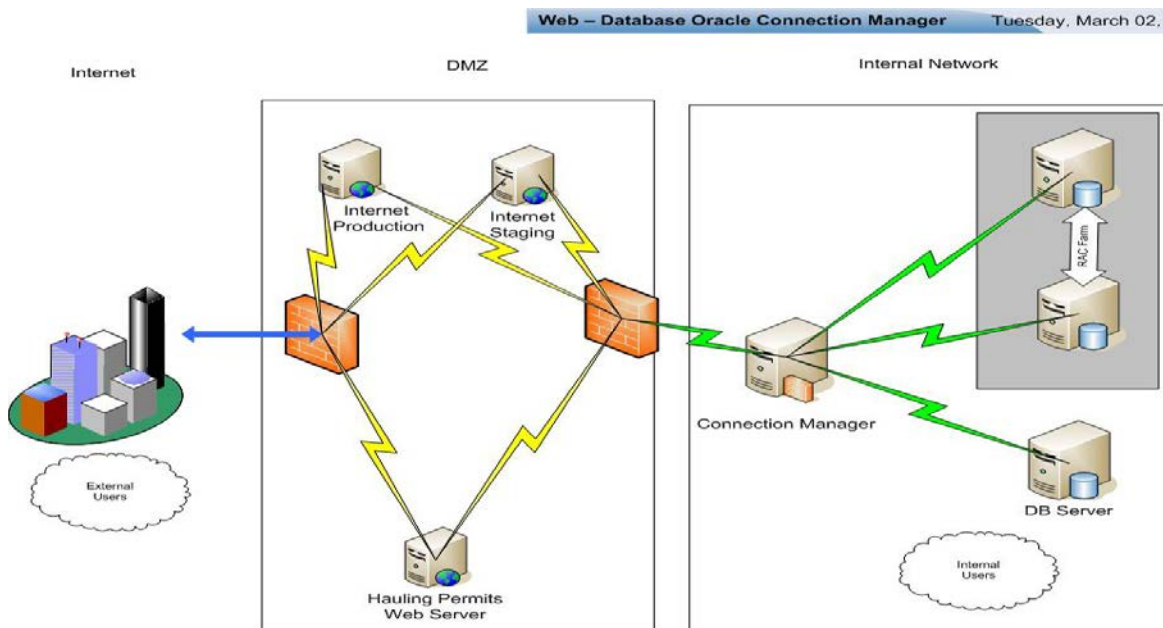 Web – Database Oracle Connection Manager
Tuesday, March 02,
Internet
DMZ
Internal Network
Internet
Production
Internet
Staging
RAC Farm
Connection Manager
External
Users
DB Server
Hauling Permits
Web Server
Internal
Users